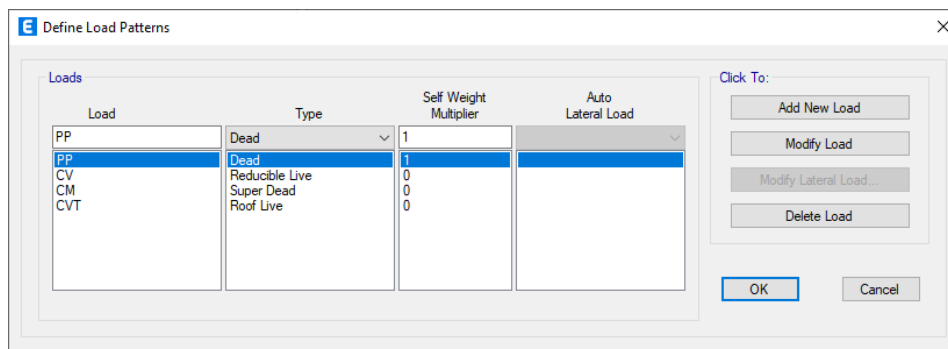 E Define Load Patterns
Loads
Click To:
Load Type Self Weight Multiplier Auto Lateral Load
PP Dead 1
PP Dead 1
CV Reducible Live 0
CM Super Dead 0
CVT Roof Live 0
Add New Load
Modify Load
Modify Lateral Load...
Delete Load
OK Cancel